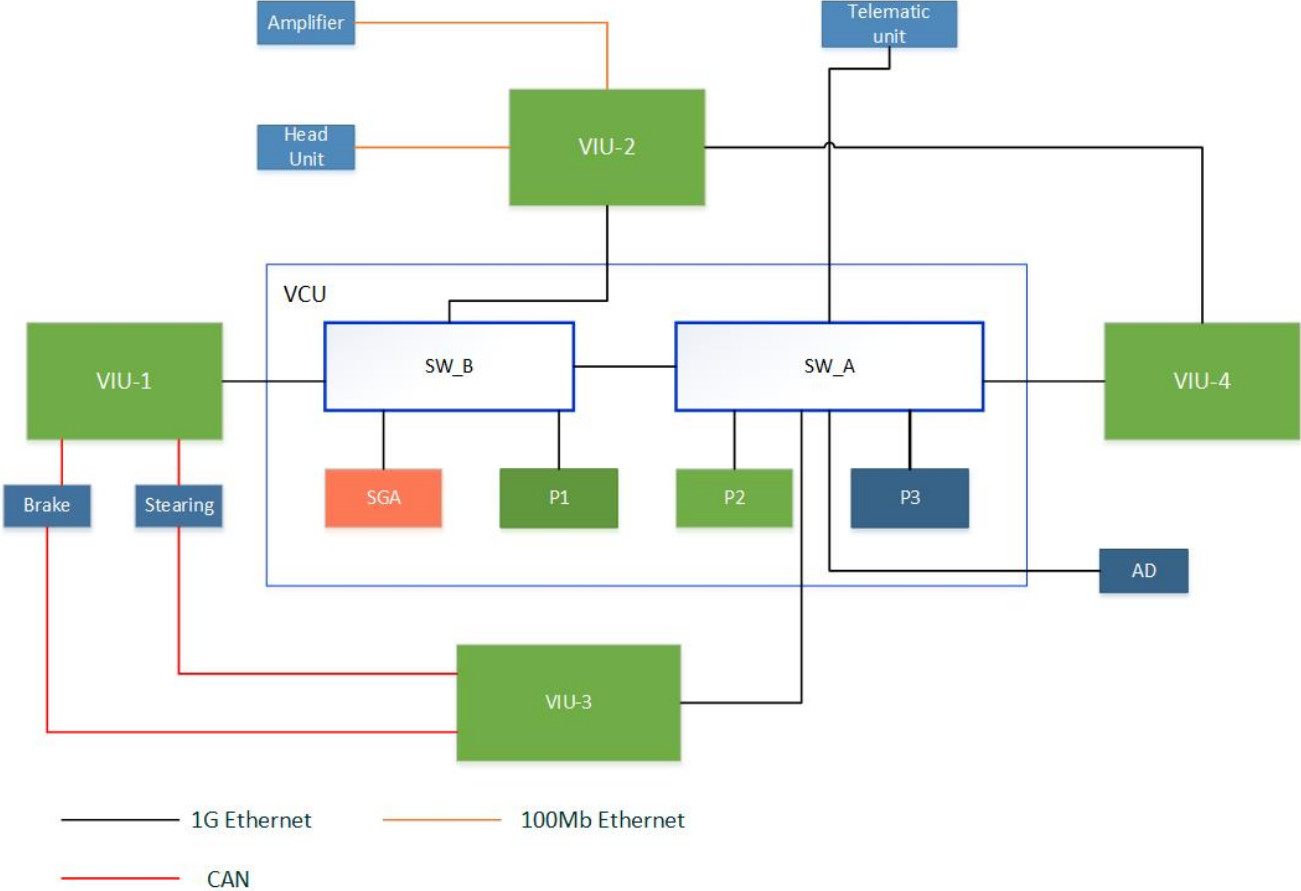 Amplifier
Telematic
unit
Head
Unit
VIU-2
VCU
VIU-1
SW_B
SW_A
VIU-4
SGA
P1
P2
P3
Brake
Stearing
AD
VIU-3
1G Ethernet
100Mb Ethernet
CAN